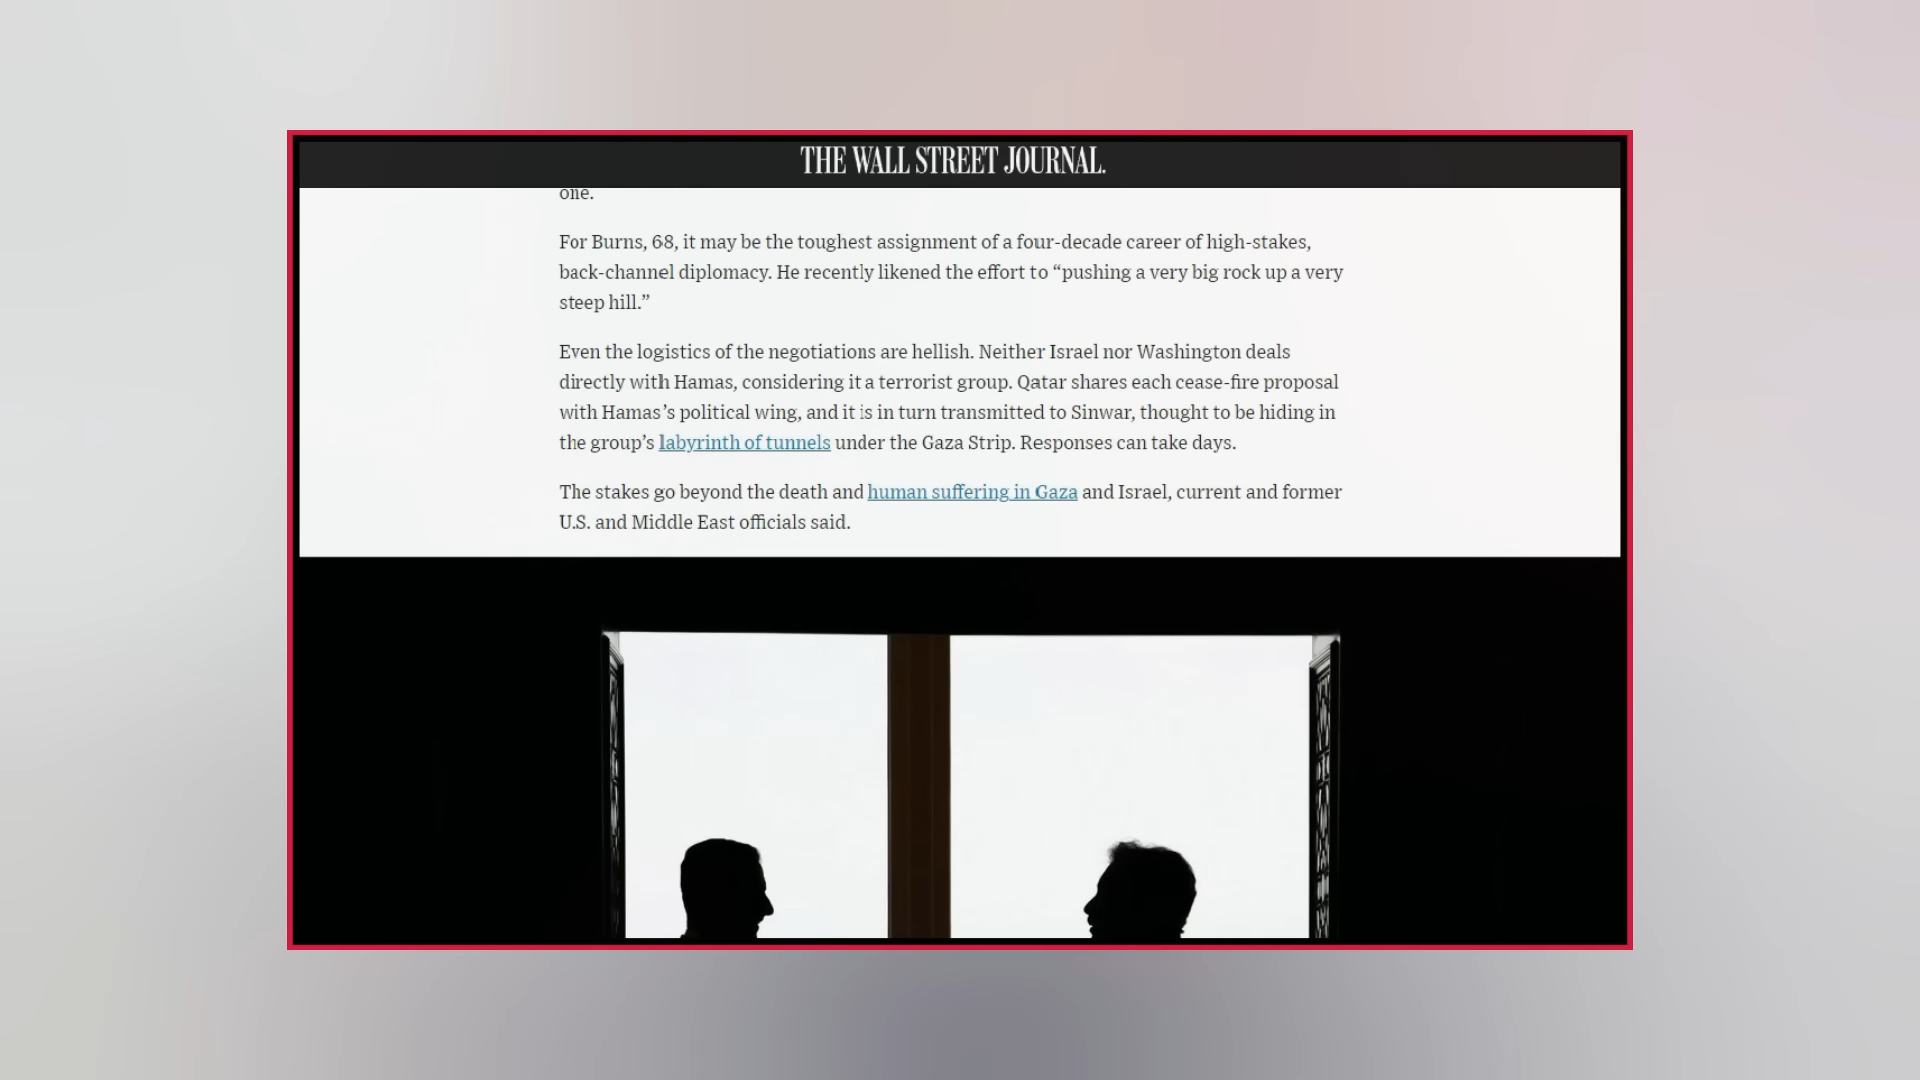 THE WALL STREET JOURNAL.
one.
For Burns, 68, it may be the toughest assignment of a four-decade career of high-stakes,
back-channel diplomacy. He recently likened the effort to “pushing a very big rock up a very
steep hill.”
Even the logistics of the negotiations are hellish. Neither Israel nor Washington deals
directly with Hamas, considering it a terrorist group. Qatar shares each cease-fire proposal
with Hamas’s political wing, and it is in turn transmitted to Sinwar, thought to be hiding in
the group’s labyrinth of tunnels under the Gaza Strip. Responses can take days.
The stakes go beyond the death and human suffering in Gaza and Israel, current and former
U.S. and Middle East officials said.